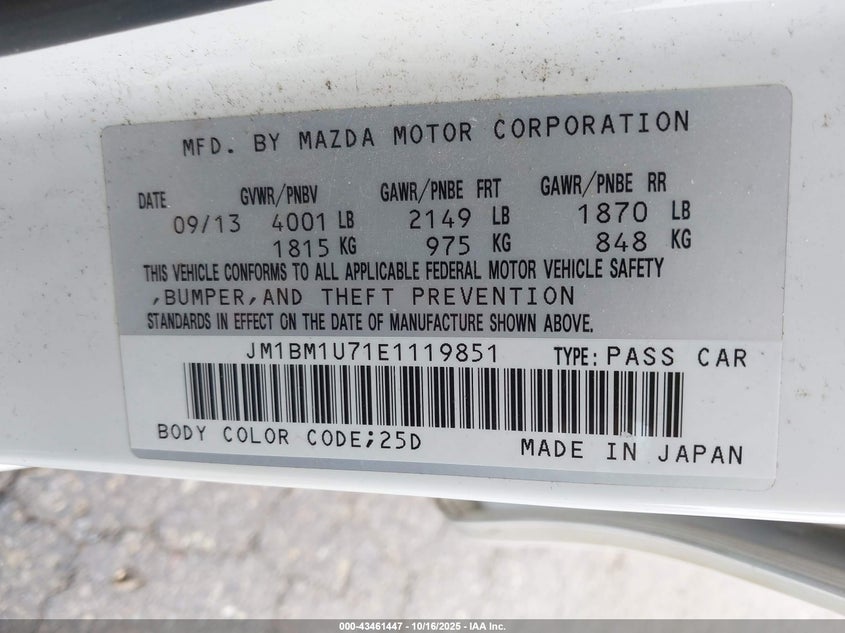 MFD. BY MAZDA MOTOR CORPORATION
DATE GVWR/PNBV GAWR/PNBE FRT GAWR/PNBE RR
09/13 4001 LB 2149 LB 1870 LB
1815 KG 975 KG 848 KG
THIS VEHICLE CONFORMS TO ALL APPLICABLE FEDERAL MOTOR VEHICLE SAFETY
,BUMPER,AND THEFT PREVENTION
STANDARDS IN EFFECT ON THE DATE OF MANUFACTURE SHOWN ABOVE.
JM1BM1U71E1119851 TYPE: PASS CAR
BODY COLOR CODE;25D MADE IN JAPAN
000-43461447 - 10/16/2025 - IAA Inc.